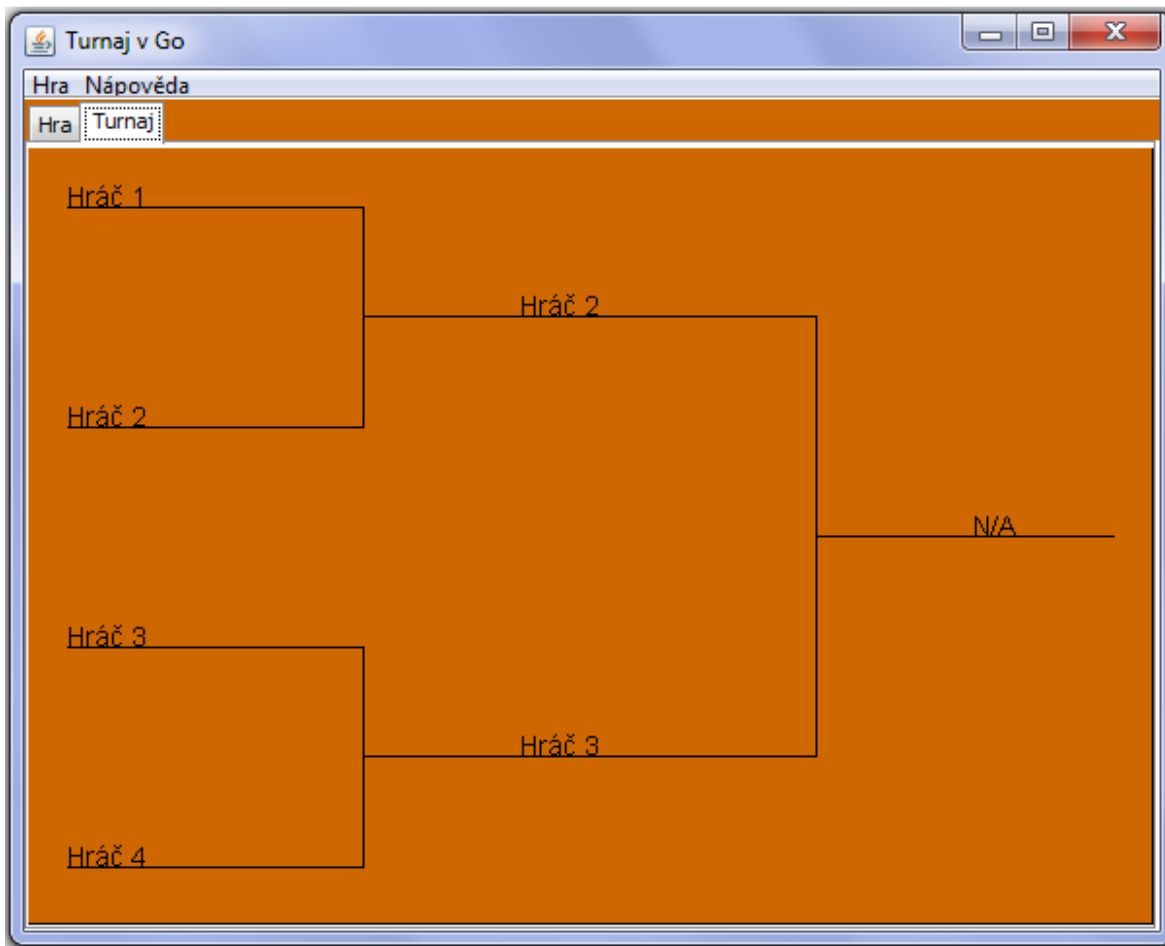 Turnaj v Go
Hra Nápověda
Hra Turnaj
Hráč 1
Hráč 2
Hráč 2
N/A
Hráč 3
Hráč 3
Hráč 4